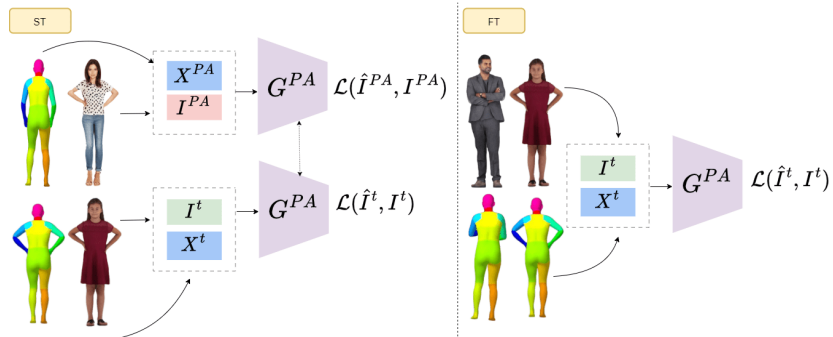 ST
X^{PA}
I^{PA}
G^{PA}
L(Î^{PA}, I^{PA})
I^t
X^t
G^{PA}
L(Î^t, I^t)
FT
I^t
X^t
G^{PA}
L(Î^t, I^t)